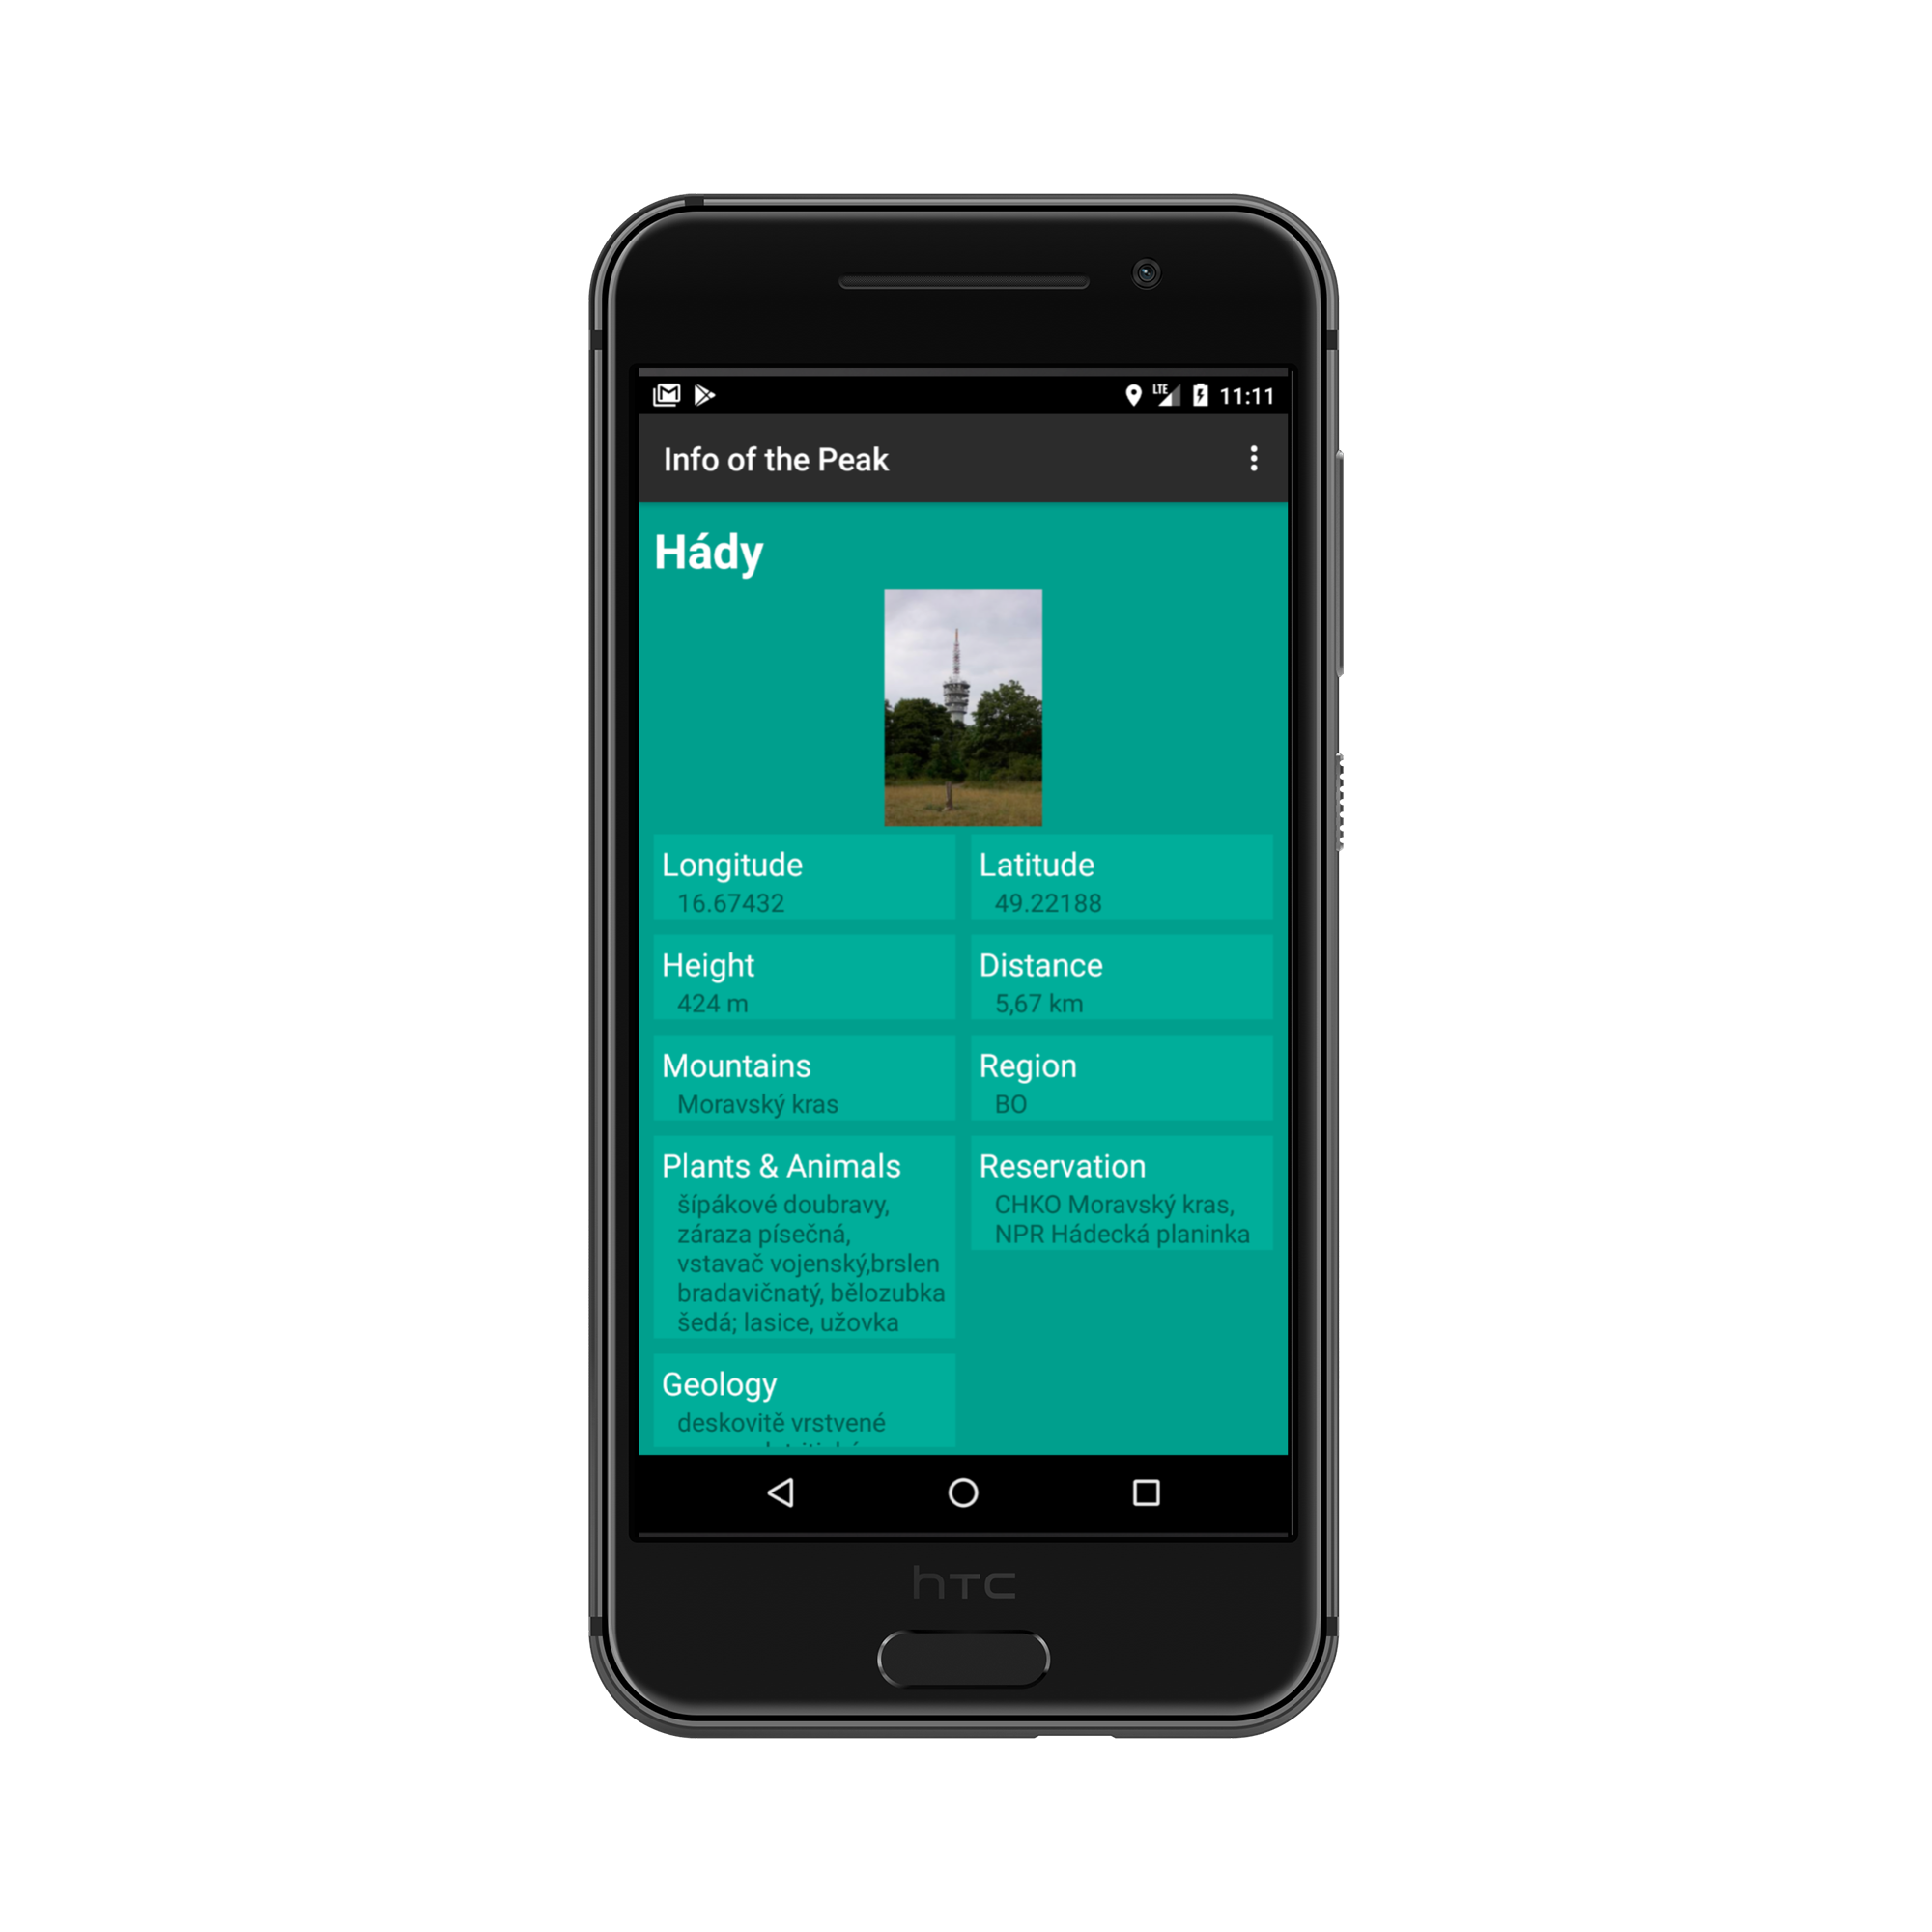 LTE 11:11
Info of the Peak
Hády
Longitude
16.67432
Latitude
49.22188
Height
424 m
Distance
5,67 km
Mountains
Moravský kras
Region
BO
Plants & Animals
šípákové doubravy,
záraza písečná,
vstavač vojenský,brslen
bradavičnatý, bělozubka
šedá; lasice, užovka
Reservation
CHKO Moravský kras,
NPR Hádecká planinka
Geology
deskovitě vrstvené
hTC